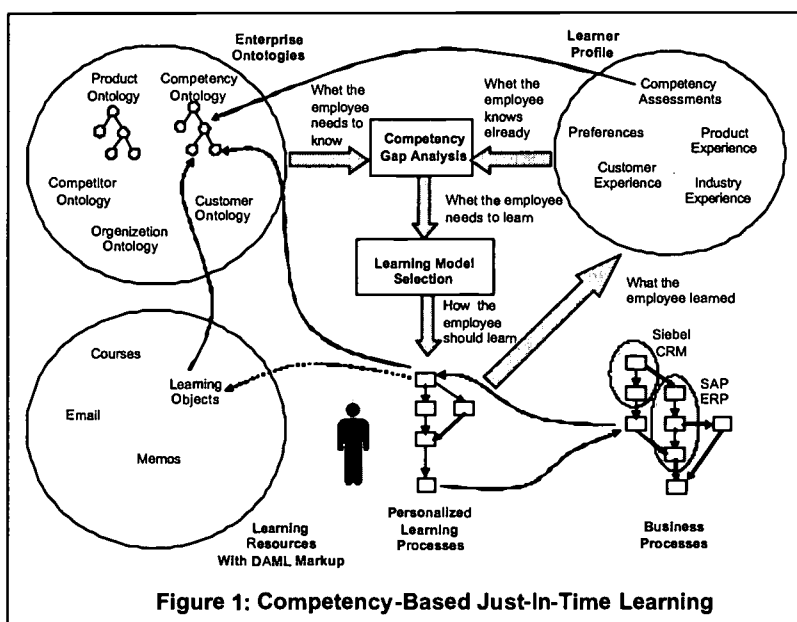 Enterprise
Ontologies
Product
Ontology
Competency
Ontology
Competitor
Ontology
Customer
Ontology
Orgenizetion
Ontology
What the
employee
needs to
know
Competency
Gap Analysis
What the
employee
knows
already
Learner
Profile
Competency
Assessments
Preferences
Product
Experience
Customer
Experience
Industry
Experience
What the employee
needs to learn
Learning Model
Selection
How the
employee
should learn
What the
employee learned
Courses
Learning
Objects
Email
Memos
Learning
Resources
With DAML Markup
Personalized
Learning
Processes
Siebel
CRM
SAP
ERP
Business
Processes
Figure 1: Competency-Based Just-In-Time Learning